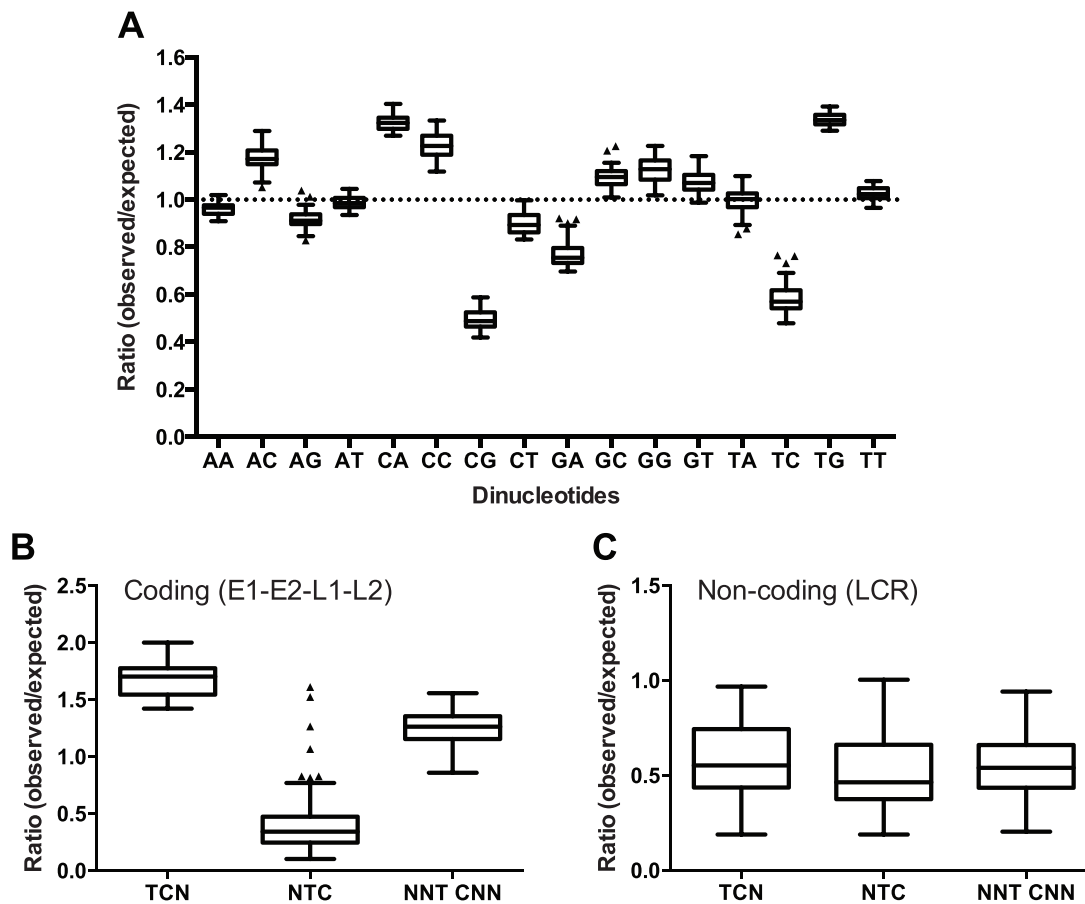 A
Ratio (observed/expected)
1.6
1.4
1.2
1.0
0.8
0.6
0.4
0.2
0.0
AA AC AG AT CA CC CG CT GA GC GG GT TA TC TG TT
Dinucleotides
B
Coding (E1-E2-L1-L2)
Ratio (observed/expected)
2.5
2.0
1.5
1.0
0.5
0.0
TCN NTC NNT CNN
C
Non-coding (LCR)
Ratio (observed/expected)
1.5
1.0
0.5
0.0
TCN NTC NNT CNN